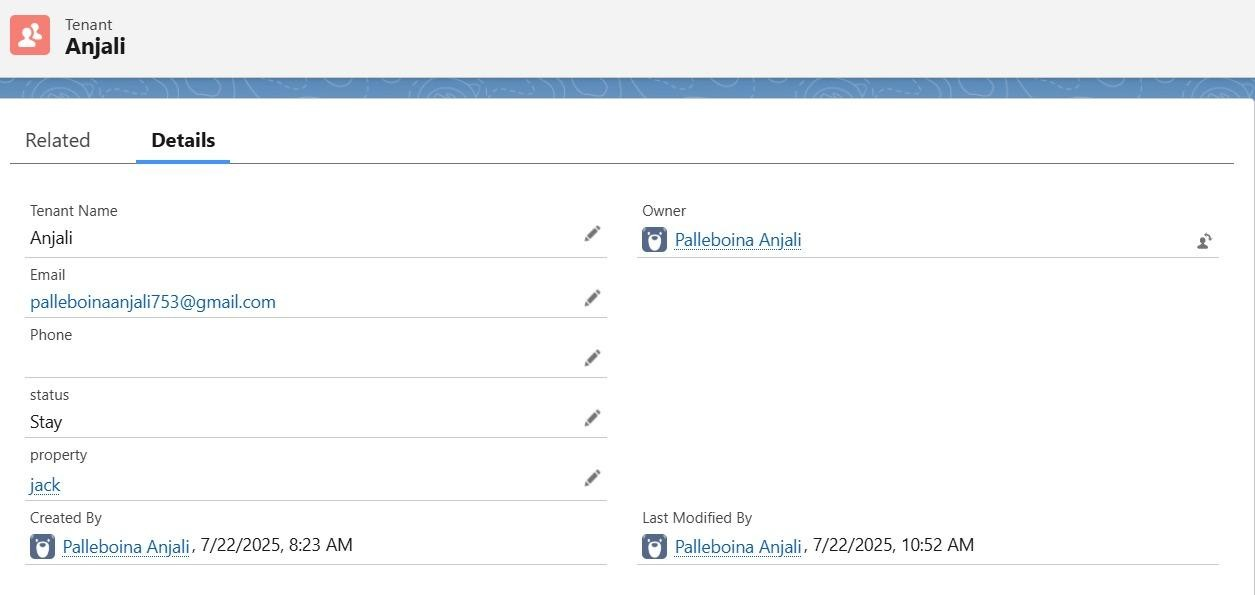 Tenant
Anjali
Related Details
Tenant Name
Anjali
Owner
Palleboina Anjali
Email
palleboinaanjali753@gmail.com
Phone
status
Stay
property
jack
Created By
Palleboina Anjali, 7/22/2025, 8:23 AM
Last Modified By
Palleboina Anjali, 7/22/2025, 10:52 AM